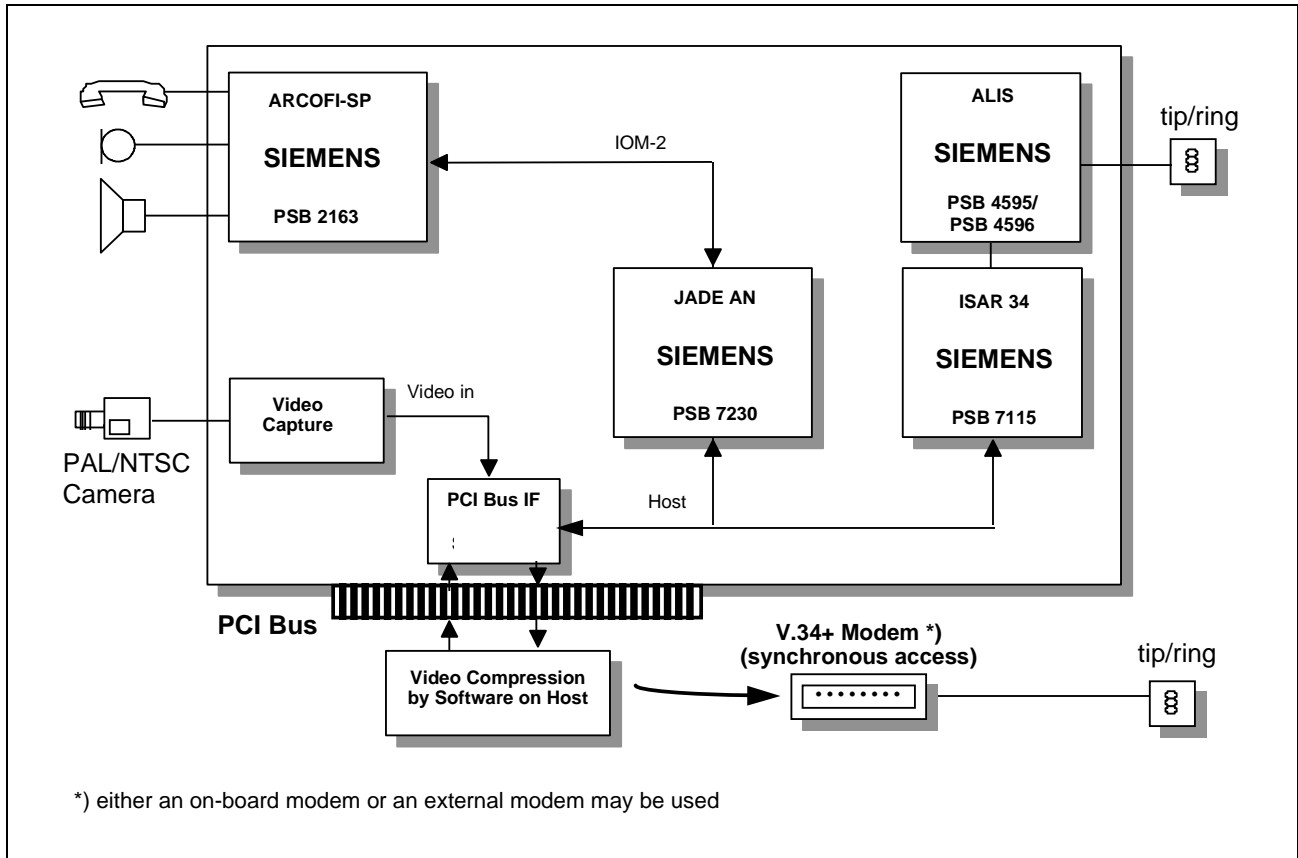 ARCOFI-SP
SIEMENS
PSB 2163
IOM-2
ALIS
SIEMENS
PSB 4595/
PSB 4596
tip/ring
JADE AN
SIEMENS
PSB 7230
ISAR 34
SIEMENS
PSB 7115
Video
Capture
Video in
PAL/NTSC
Camera
PCI Bus IF
Host
PCI Bus
Video Compression
by Software on Host
V.34+ Modem *)
(synchronous access)
tip/ring
*) either an on-board modem or an external modem may be used